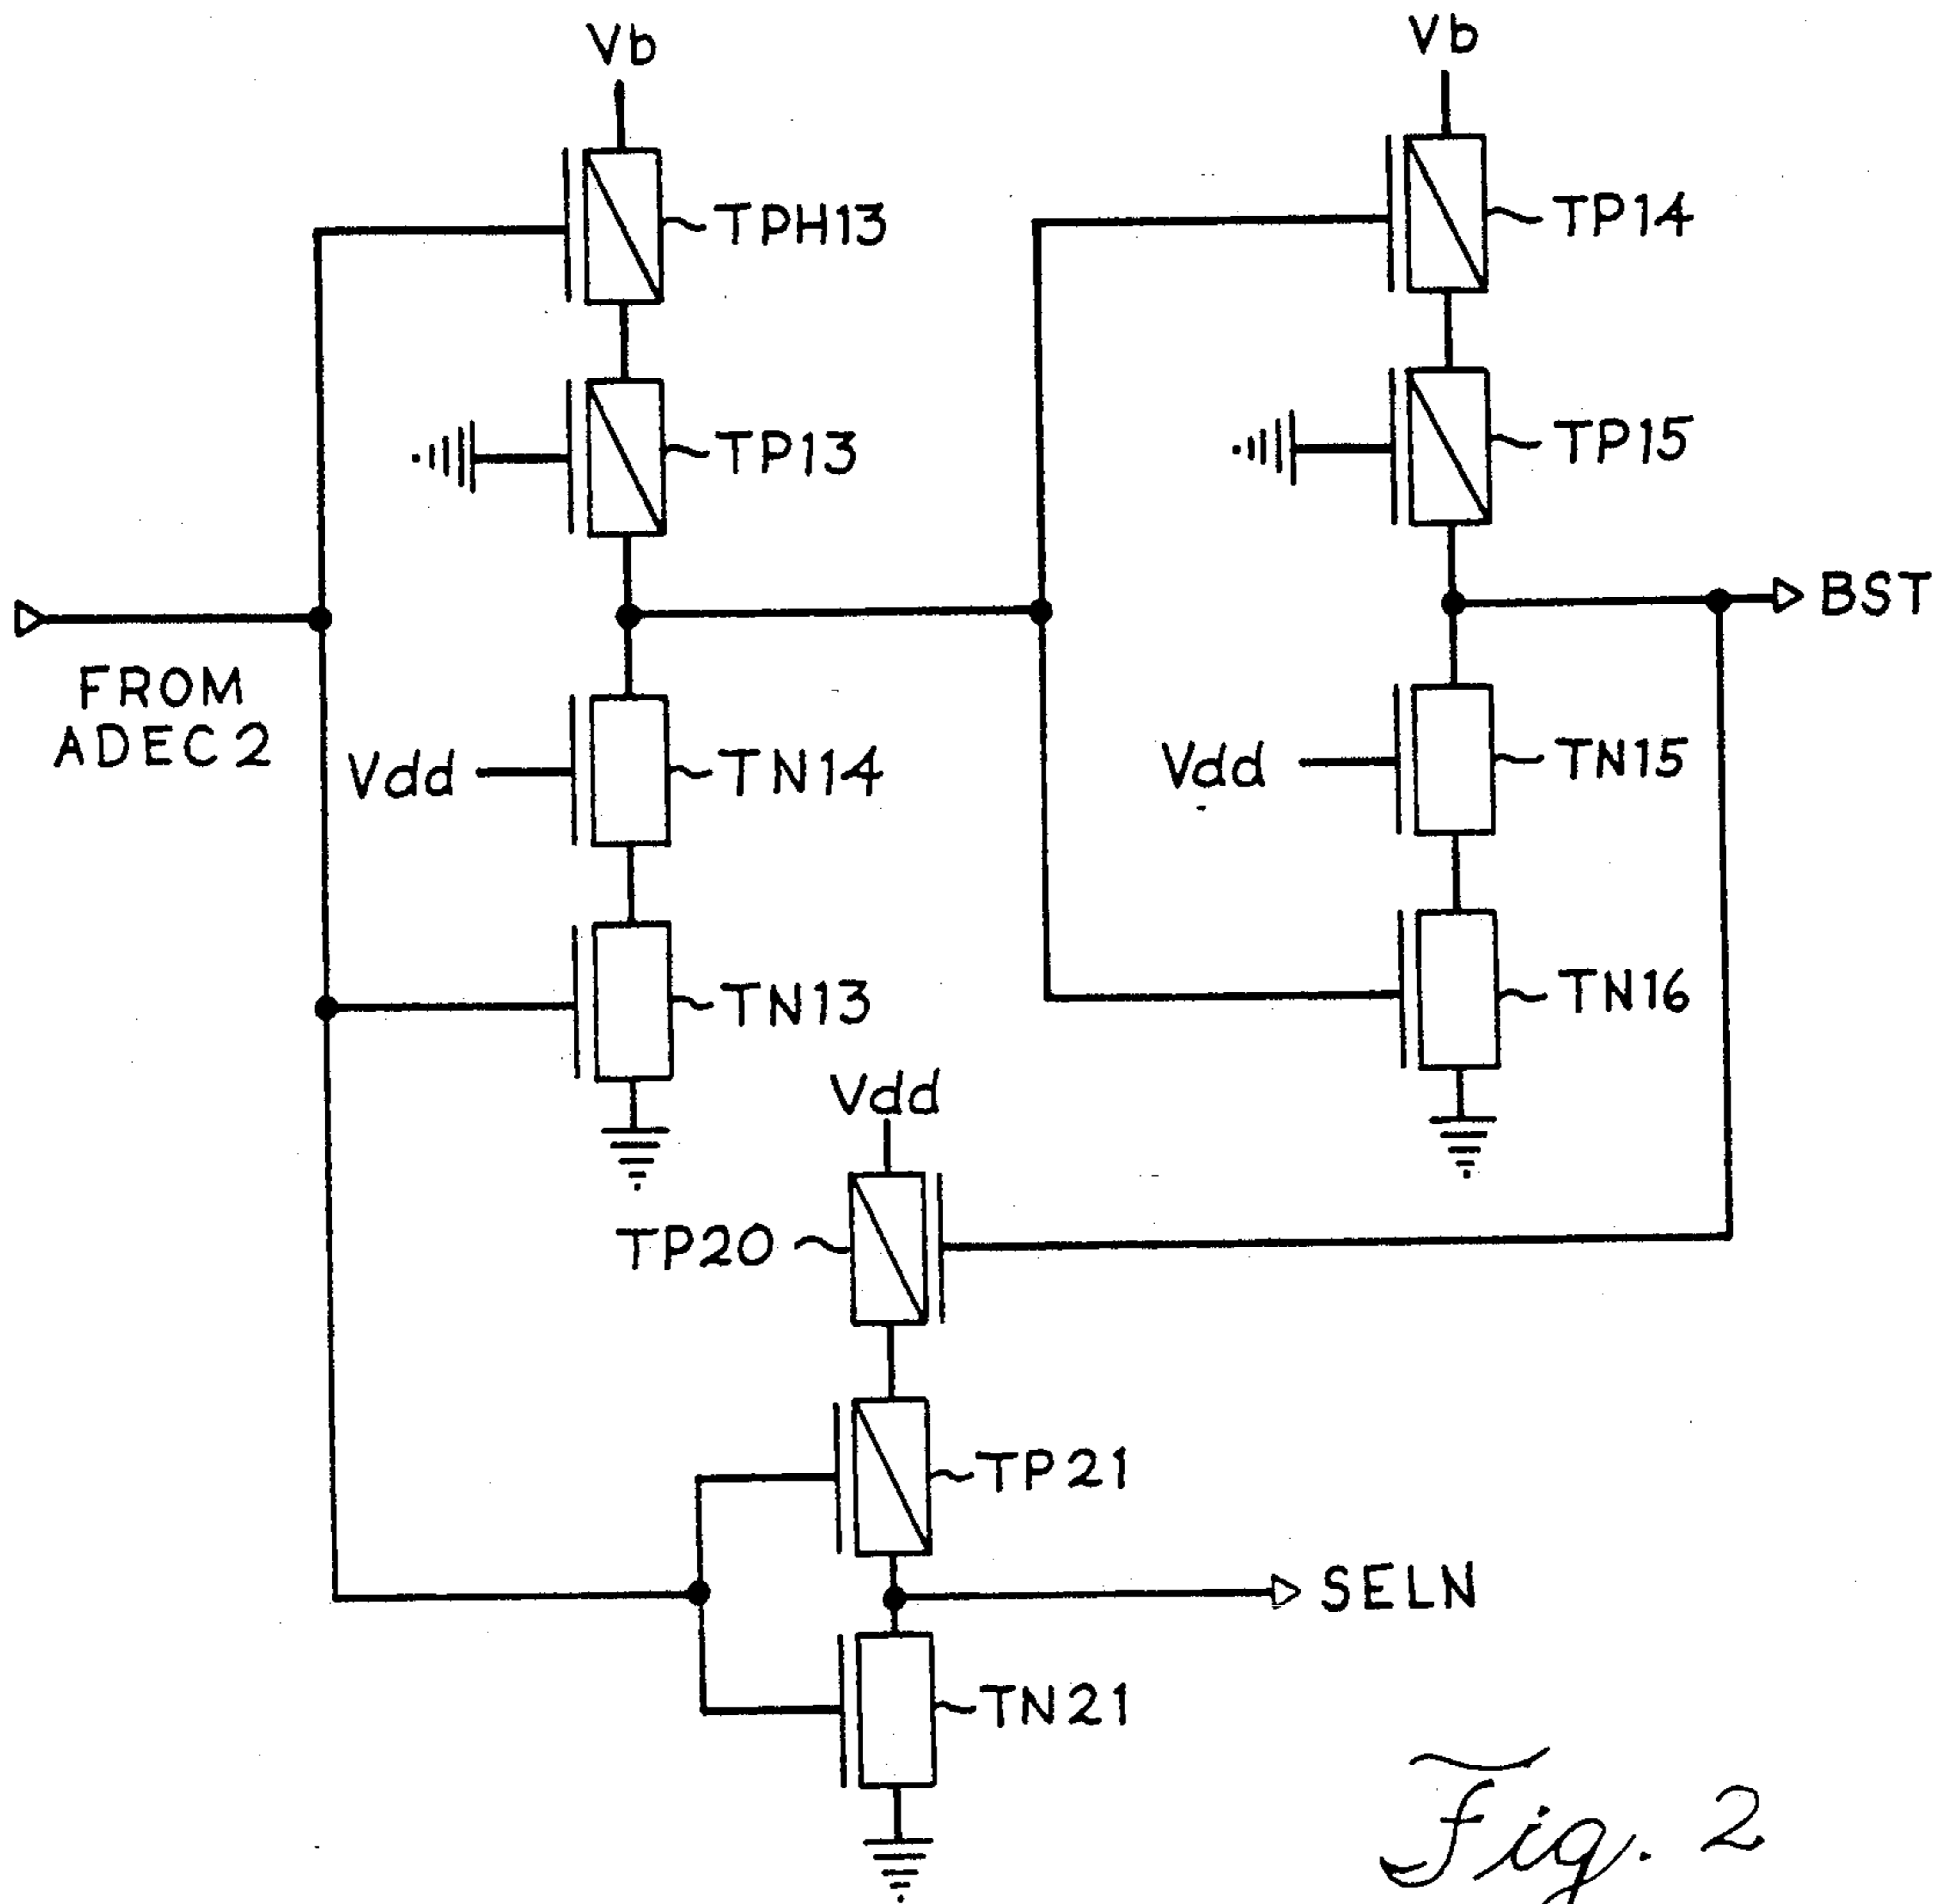 Vb
Vb
TPH13
TP14
TP13
TP15
BST
FROM
ADEC2
Vdd
TN14
Vdd
TN15
TN13
TN16
Vdd
TP20
TP21
SELN
TN21
Fig. 2